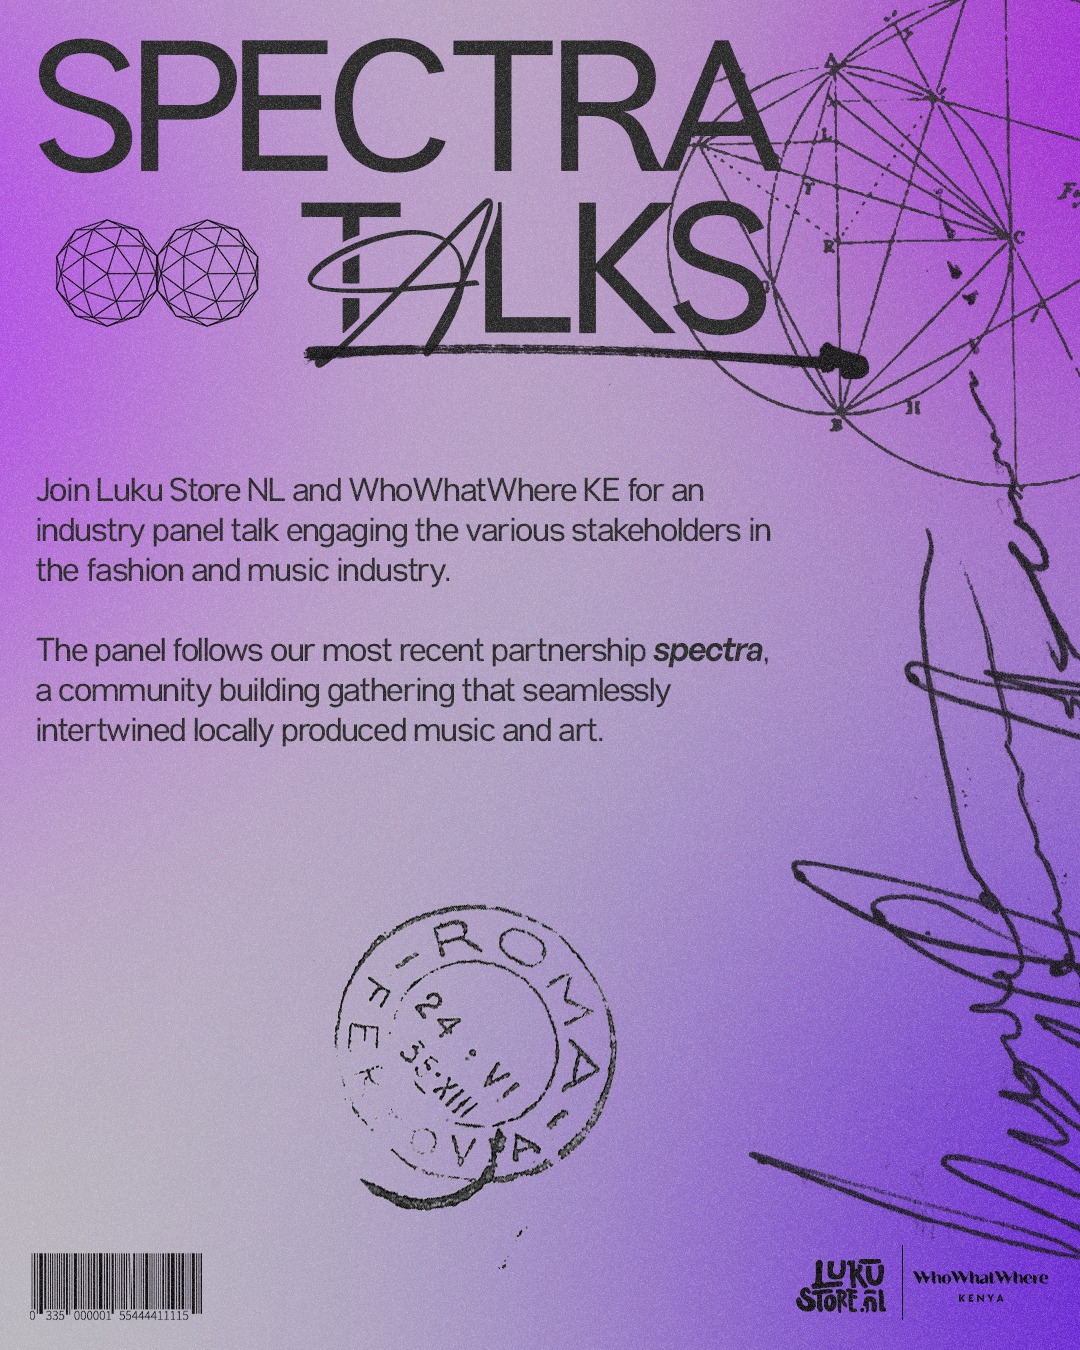 SPECTRA
TALKS
Join Luku Store NL and WhoWhatWhere KE for an
industry panel talk engaging the various stakeholders in
the fashion and music industry.
The panel follows our most recent partnership spectra,
a community building gathering that seamlessly
intertwined locally produced music and art.
A
L
R
C
B
H
ROMA
24 · VI
35·XIII
FERROVIA
0 335 000001 55444411115
LUKU
STORE.nl
WhoWhatWhere
KENYA